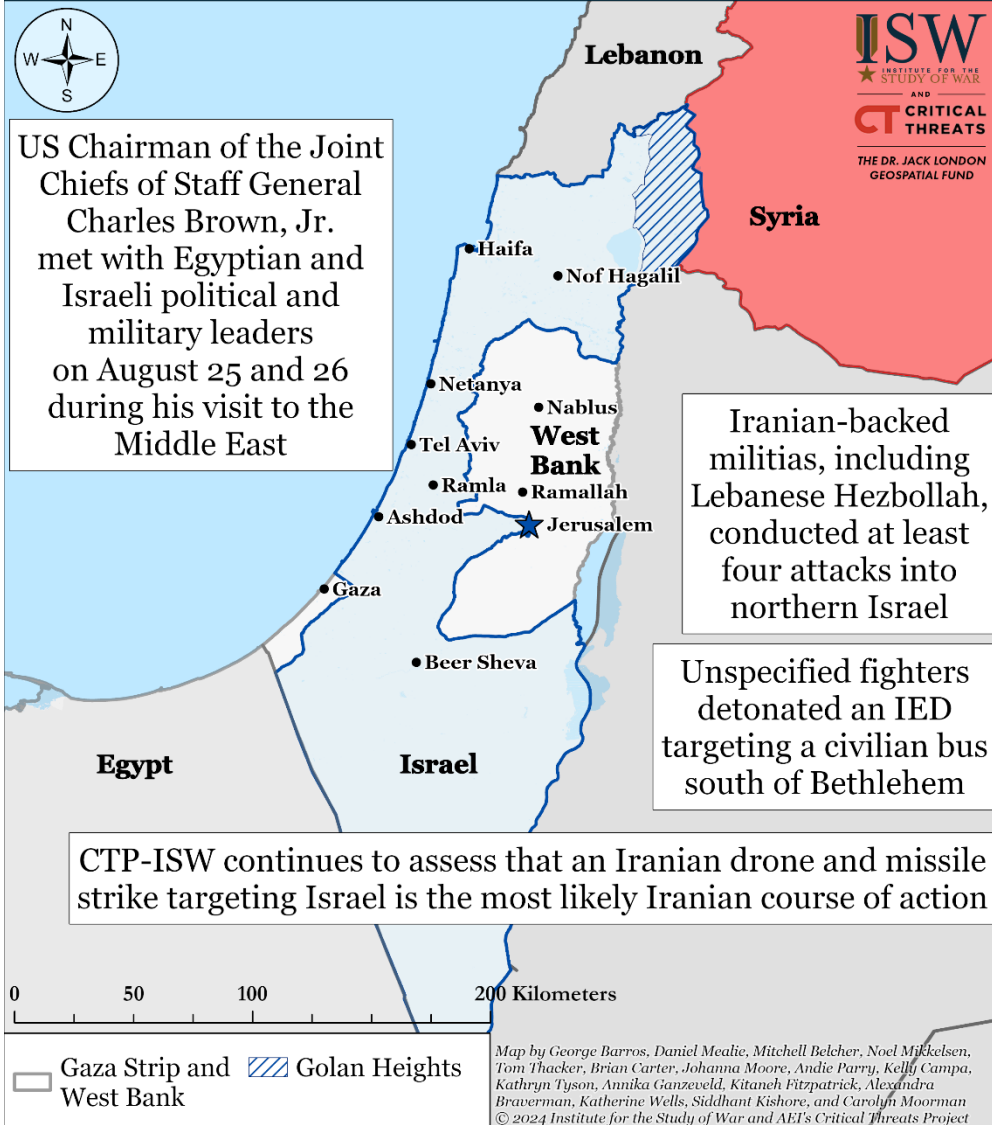 N
W
E
S
ISW
INSTITUTE FOR THE
STUDY OF WAR
AND
CT CRITICAL
THREATS
THE DR. JACK LONDON
GEOSPATIAL FUND
US Chairman of the Joint
Chiefs of Staff General
Charles Brown, Jr.
met with Egyptian and
Israeli political and
military leaders
on August 25 and 26
during his visit to the
Middle East
Lebanon
Syria
Haifa
Nof Hagalil
Netanya
Nablus
West
Bank
Tel Aviv
Ramla
Ramallah
Ashdod
Jerusalem
Gaza
Beer Sheva
Egypt
Israel
Iranian-backed
militias, including
Lebanese Hezbollah,
conducted at least
four attacks into
northern Israel
Unspecified fighters
detonated an IED
targeting a civilian bus
south of Bethlehem
CTP-ISW continues to assess that an Iranian drone and missile
strike targeting Israel is the most likely Iranian course of action
0 50 100 200 Kilometers
Gaza Strip and
West Bank
Golan Heights
Map by George Barros, Daniel Mealie, Mitchell Belcher, Noel Mikkelsen,
Tom Thacker, Brian Carter, Johanna Moore, Andie Parry, Kelly Campa,
Kathryn Tyson, Annika Ganzeveld, Kitaneh Fitzpatrick, Alexandra
Braverman, Katherine Wells, Siddhant Kishore, and Carolyn Moorman
© 2024 Institute for the Study of War and AEI's Critical Threats Project